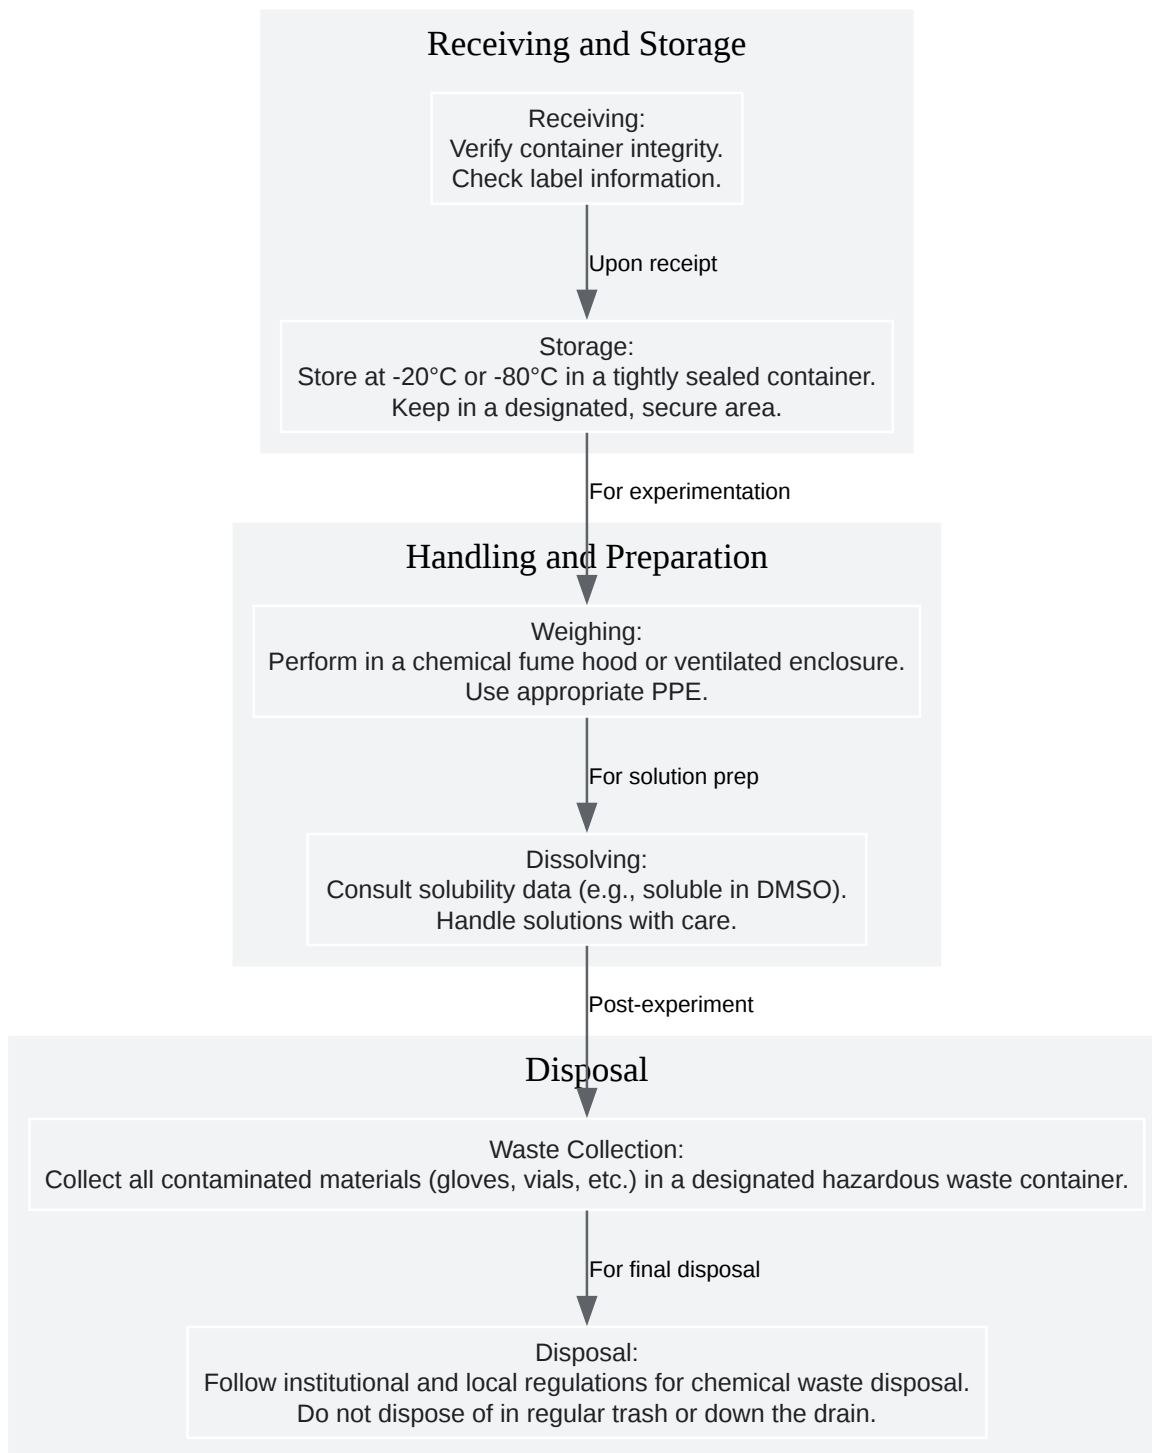 Receiving and Storage
Receiving:
Verify container integrity.
Check label information.
Upon receipt
Storage:
Store at -20°C or -80°C in a tightly sealed container.
Keep in a designated, secure area.
For experimentation
Handling and Preparation
Weighing:
Perform in a chemical fume hood or ventilated enclosure.
Use appropriate PPE.
For solution prep
Dissolving:
Consult solubility data (e.g., soluble in DMSO).
Handle solutions with care.
Post-experiment
Disposal
Waste Collection:
Collect all contaminated materials (gloves, vials, etc.) in a designated hazardous waste container.
For final disposal
Disposal:
Follow institutional and local regulations for chemical waste disposal.
Do not dispose of in regular trash or down the drain.